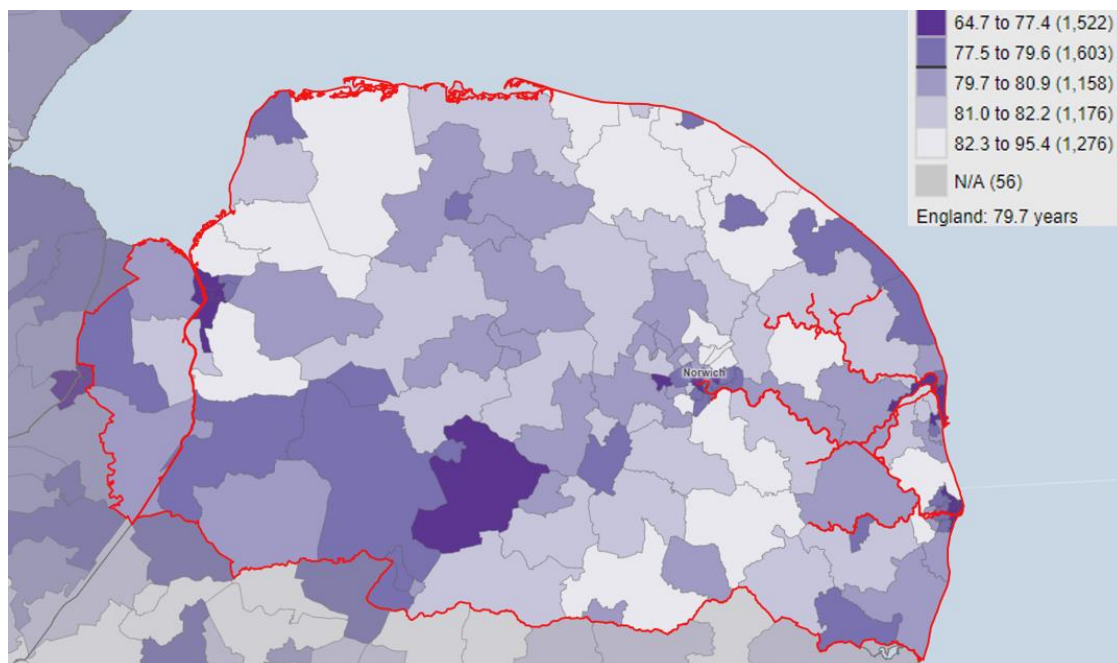 64.7 to 77.4 (1,522)
77.5 to 79.6 (1,603)
79.7 to 80.9 (1,158)
81.0 to 82.2 (1,176)
82.3 to 95.4 (1,276)
N/A (56)
England: 79.7 years
Norwich